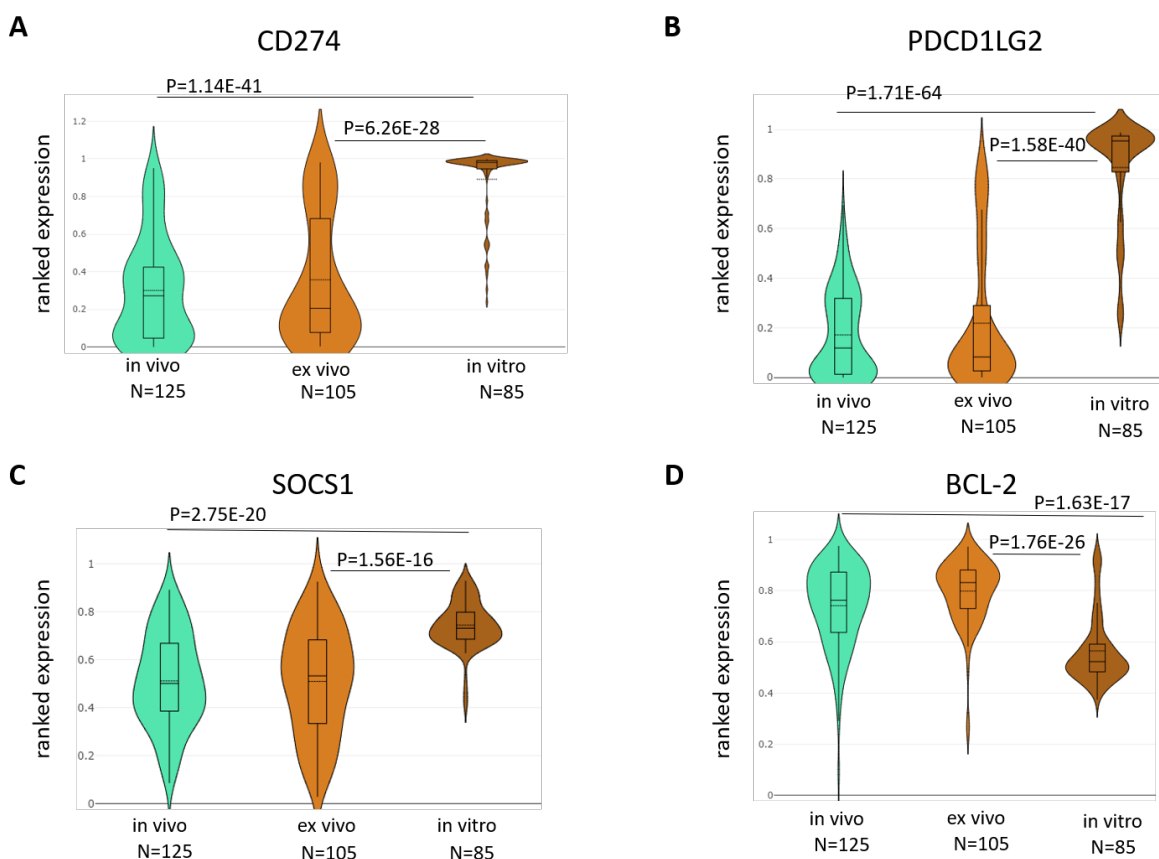 A
CD274
P=1.14E-41
P=6.26E-28
ranked expression
1.2
1
0.8
0.6
0.4
0.2
0
in vivo
N=125
ex vivo
N=105
in vitro
N=85
B
PDCD1LG2
P=1.71E-64
P=1.58E-40
ranked expression
1
0.8
0.6
0.4
0.2
0
in vivo
N=125
ex vivo
N=105
in vitro
N=85
C
SOCS1
P=2.75E-20
P=1.56E-16
ranked expression
1
0.8
0.6
0.4
0.2
0
in vivo
N=125
ex vivo
N=105
in vitro
N=85
D
BCL-2
P=1.63E-17
P=1.76E-26
ranked expression
1
0.8
0.6
0.4
0.2
0
in vivo
N=125
ex vivo
N=105
in vitro
N=85